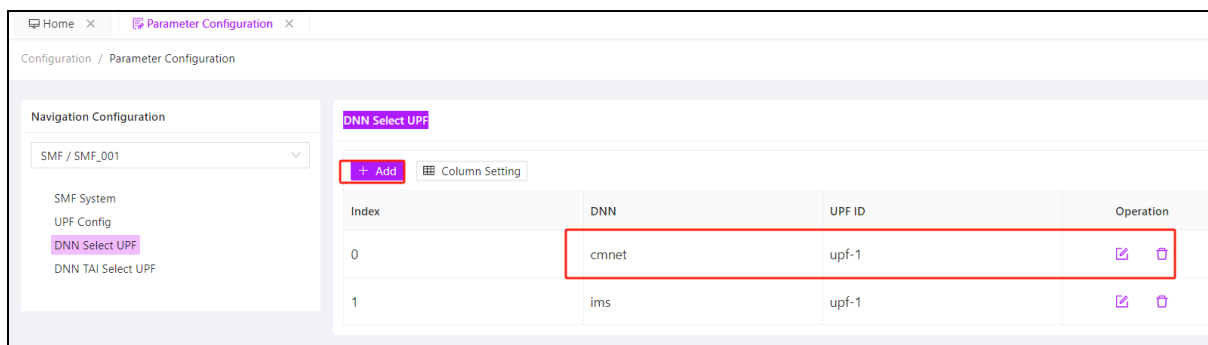 Home × Parameter Configuration ×
Configuration / Parameter Configuration
Navigation Configuration
SMF / SMF_001
SMF System
UPF Config
DNN Select UPF
DNN TAI Select UPF
DNN Select UPF
+ Add Column Setting
Index DNN UPF ID Operation
0 cmnet upf-1
1 ims upf-1